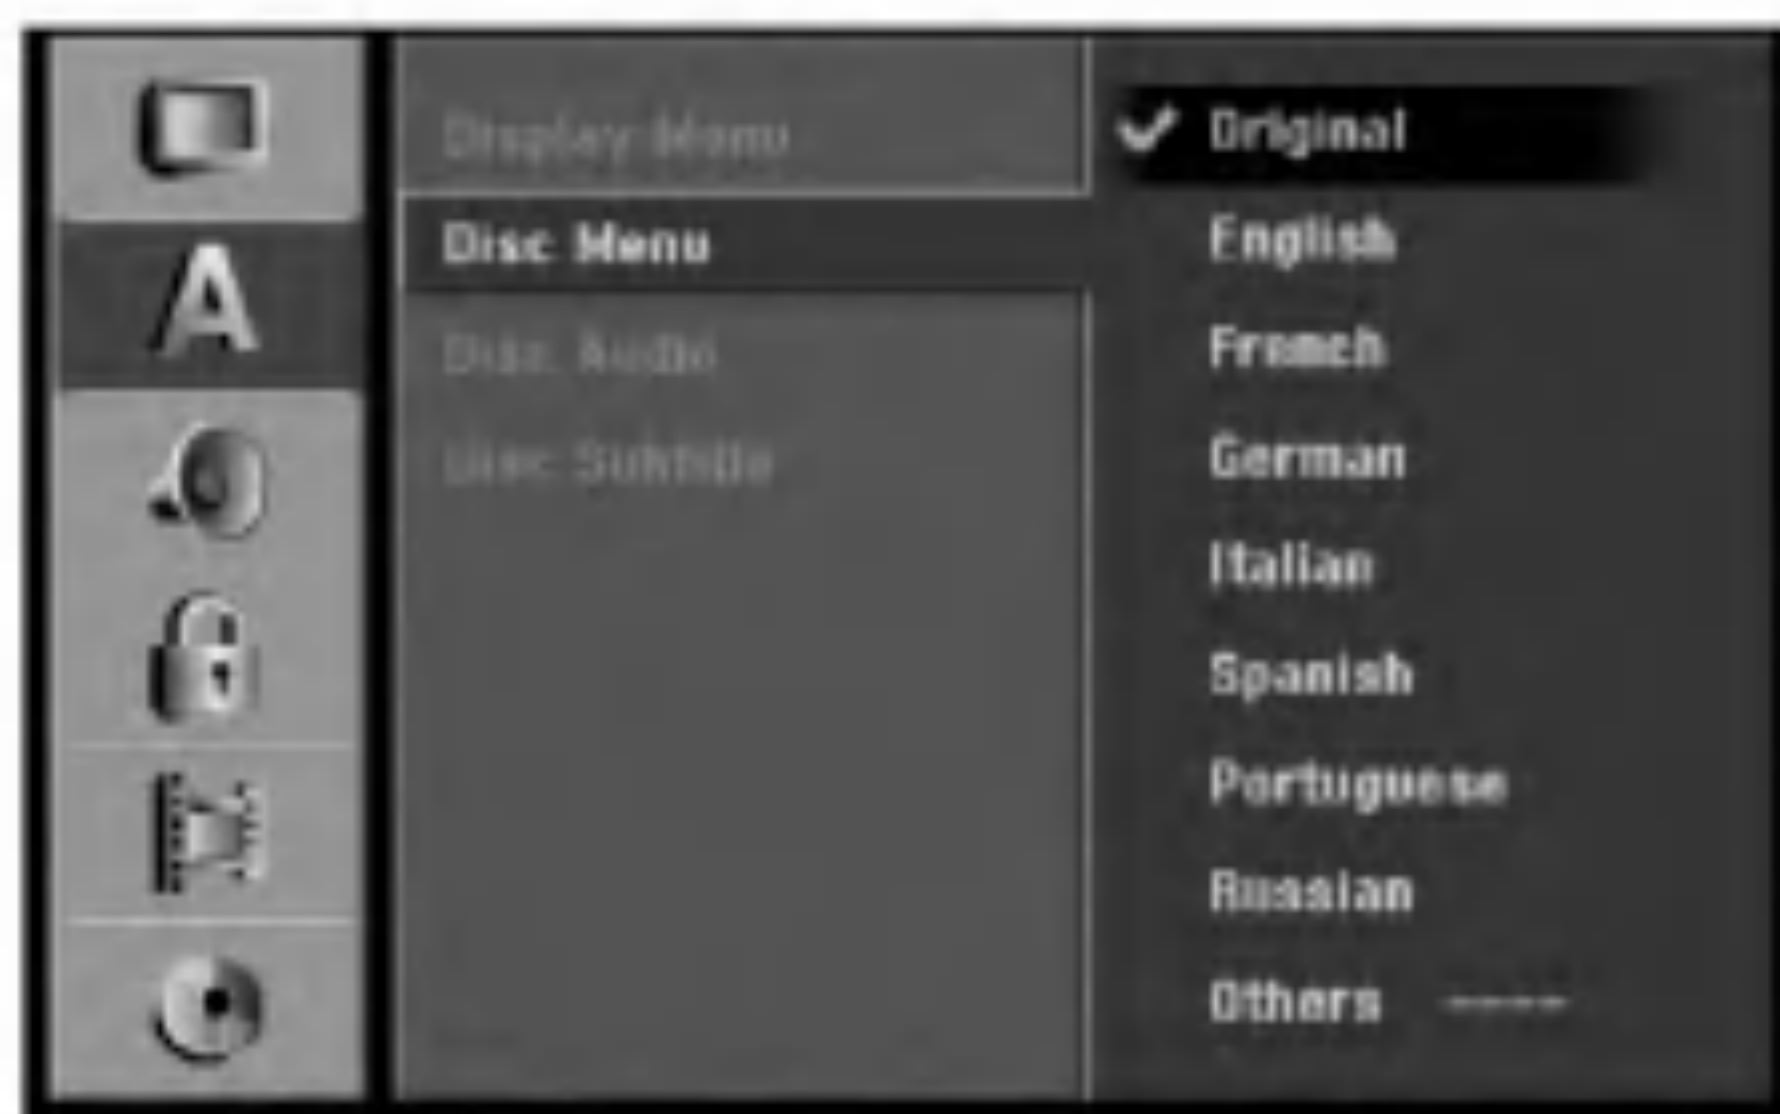 Display Menu
Disc Menu
Disc Audio
Disc Subtitle
A
✓ Original
English
French
German
Italian
Spanish
Portuguese
Russian
Others ----